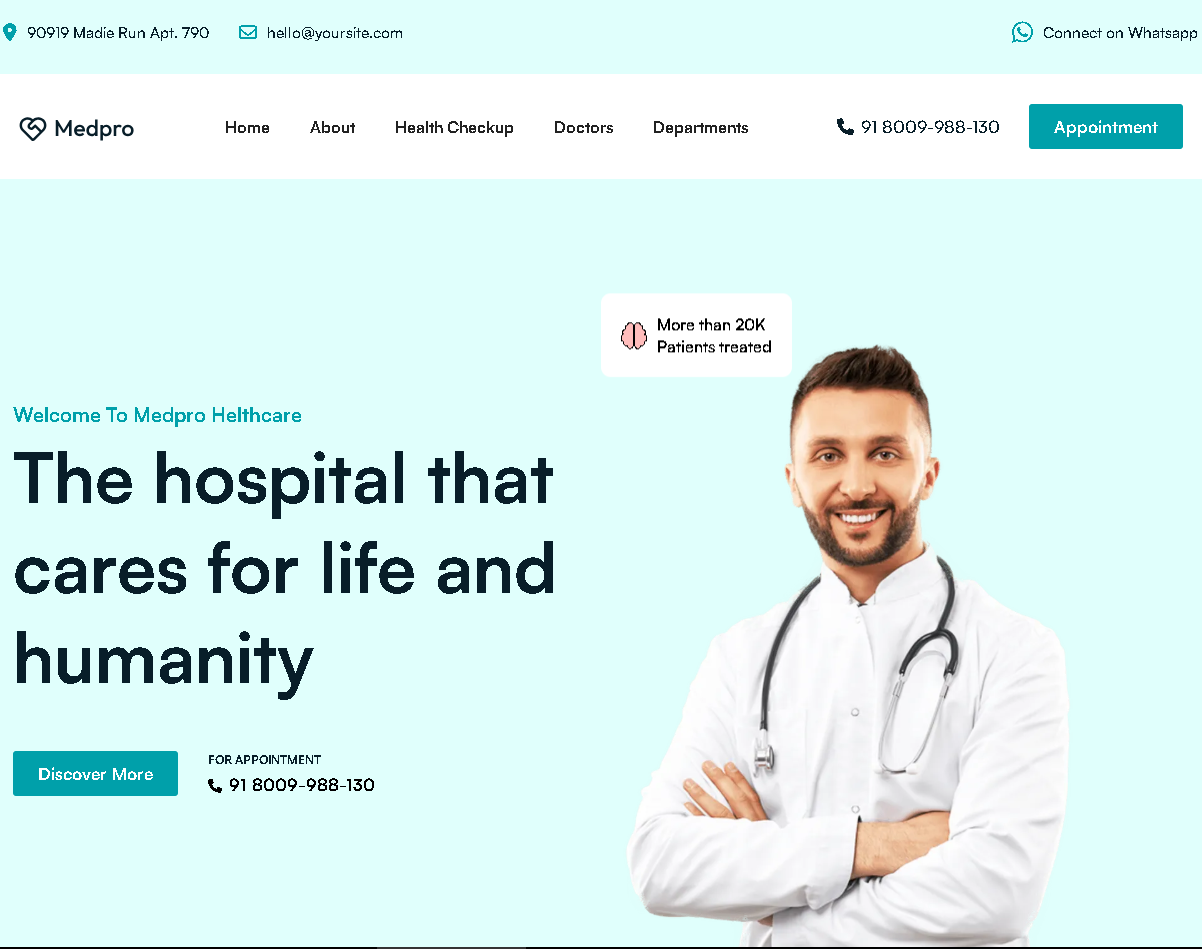 90919 Madie Run Apt. 790
hello@yoursite.com
Connect on Whatsapp
Medpro
Home
About
Health Checkup
Doctors
Departments
91 8009-988-130
Appointment
More than 20K
Patients treated
Welcome To Medpro Helthcare
The hospital that
cares for life and
humanity
Discover More
FOR APPOINTMENT
91 8009-988-130